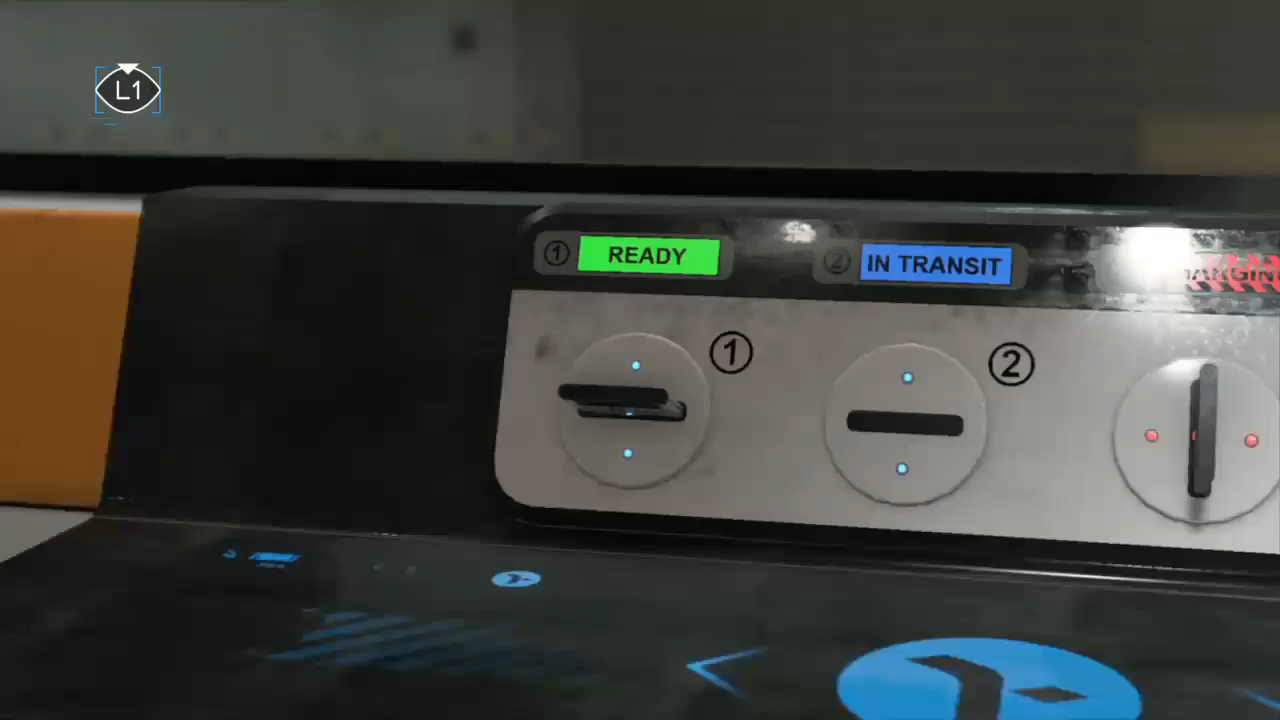 L1
① READY
② IN TRANSIT
①
②